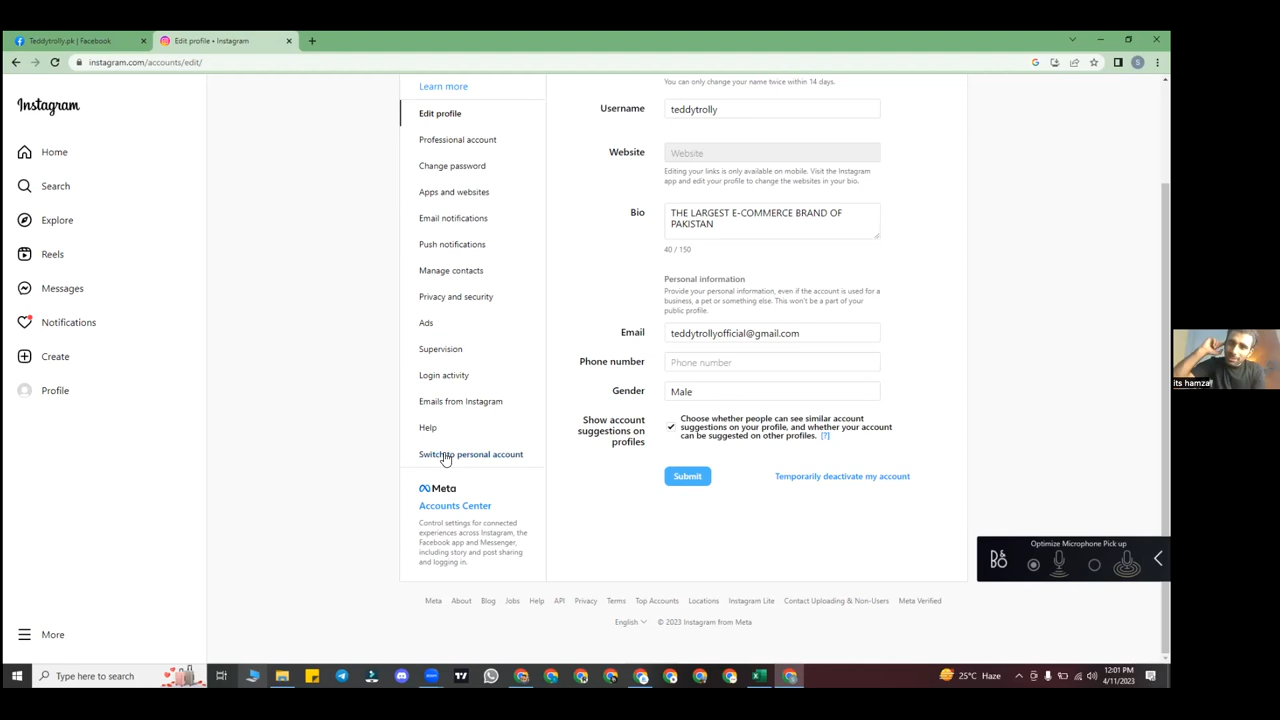 Teddytrolly.pk | Facebook
Edit profile • Instagram
instagram.com/accounts/edit/
Instagram
Home
Search
Explore
Reels
Messages
Notifications
Create
Profile
More
Learn more
Edit profile
Professional account
Change password
Apps and websites
Email notifications
Push notifications
Manage contacts
Privacy and security
Ads
Supervision
Login activity
Emails from Instagram
Help
Switch to personal account
Meta
Accounts Center
Control settings for connected
experiences across Instagram, the
Facebook app and Messenger,
including story and post sharing
and logging in.
You can only change your name twice within 14 days.
Username
teddytrolly
Website
Website
Editing your links is only available on mobile. Visit the Instagram
app and edit your profile to change the websites in your bio.
Bio
THE LARGEST E-COMMERCE BRAND OF
PAKISTAN
40 / 150
Personal information
Provide your personal information, even if the account is used for a
business, a pet or something else. This won't be a part of your
public profile.
Email
teddytrollyofficial@gmail.com
Phone number
Phone number
Gender
Male
Show account
suggestions on
profiles
Choose whether people can see similar account
suggestions on your profile, and whether your account
can be suggested on other profiles. [?]
Submit
Temporarily deactivate my account
its hamza!!
Optimize Microphone Pick up
B&O
Meta About Blog Jobs Help API Privacy Terms Top Accounts Locations Instagram Lite Contact Uploading & Non-Users Meta Verified
English © 2023 Instagram from Meta
Type here to search
25°C Haze
12:01 PM
4/11/2023